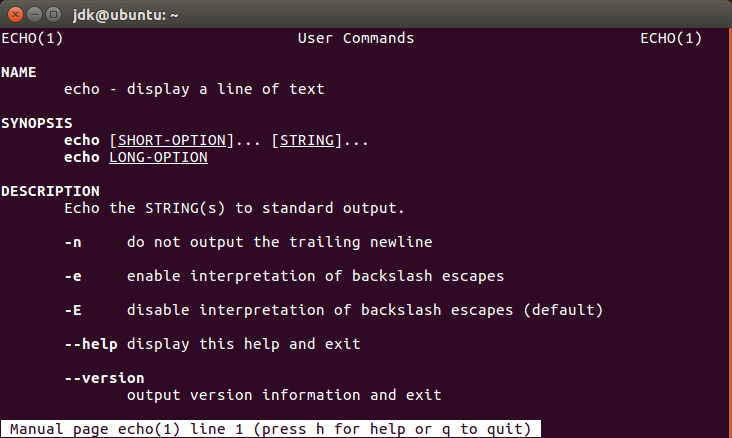 jdk@ubuntu: ~
ECHO(1) User Commands ECHO(1)
NAME
echo - display a line of text
SYNOPSIS
echo [SHORT-OPTION]... [STRING]...
echo LONG-OPTION
DESCRIPTION
Echo the STRING(s) to standard output.
-n do not output the trailing newline
-e enable interpretation of backslash escapes
-E disable interpretation of backslash escapes (default)
--help display this help and exit
--version
output version information and exit
Manual page echo(1) line 1 (press h for help or q to quit)